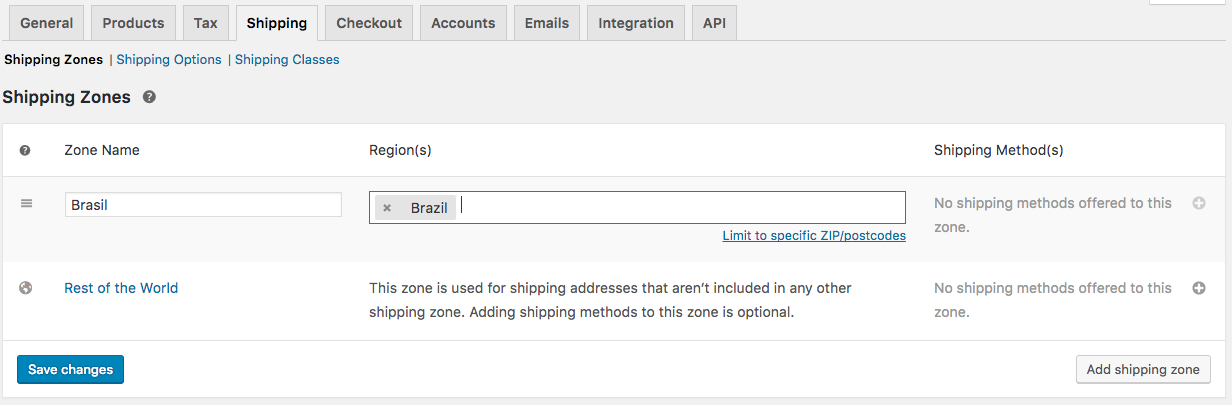 General Products Tax Shipping Checkout Accounts Emails Integration API
Shipping Zones | Shipping Options | Shipping Classes
Shipping Zones ?
? Zone Name Region(s) Shipping Method(s)
Brasil × Brazil No shipping methods offered to this
zone.
Limit to specific ZIP/postcodes
Rest of the World This zone is used for shipping addresses that aren’t included in any other No shipping methods offered to this
shipping zone. Adding shipping methods to this zone is optional. zone.
Save changes Add shipping zone